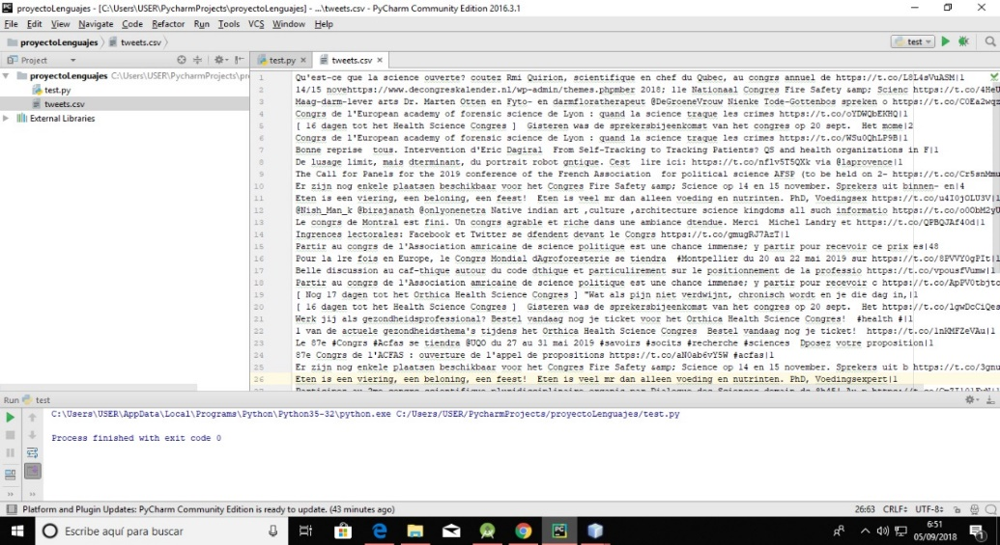 proyectoLenguajes - [C:\Users\USER\PycharmProjects\proyectoLenguajes] - ...\tweets.csv - PyCharm Community Edition 2016.3.1
File Edit View Navigate Code Refactor Run Tools VCS Window Help
proyectoLenguajes tweets.csv test
Project test.py tweets.csv
proyectoLenguajes C:\Users\USER\PycharmProjects\pr
test.py
tweets.csv
External Libraries
1 Qu'est-ce que la science ouverte? coutez Rmi Quirion, scientifique en chef du Qubec, au congrs annuel de https://t.co/L8L4sVuASM|1
2 14/15 novehttps://www.decongreskalender.nl/wp-admin/themes.phpmber 2018; 11e Nationaal Congres Fire Safety &amp; Scienc https://t.co/4HeU
3 Maag-darm-lever arts Dr. Marten Otten en Fyto- en darmfloratherapeut @DeGroeneVrouw Nienke Tode-Gottenbos spreken o https://t.co/C0Ea2wqz
4 Congrs de l'European academy of forensic science de Lyon : quand la science traque les crimes https://t.co/oYDWQbEKHQ|1
5 [ 16 dagen tot het Health Science Congres ] Gisteren was de sprekersbijeenkomst van het congres op 20 sept. Het mome|2
6 Congrs de l'European academy of forensic science de Lyon : quand la science traque les crimes https://t.co/WSuOQhLP9B|1
7 Bonne reprise tous. Intervention d'Eric Dagiral From Self-Tracking to Tracking Patients? QS and health organizations in F|1
8 De lusage limit, mais dterminant, du portrait robot gntique. Cest lire ici: https://t.co/nflv5T5QXk via @laprovence|1
9 The Call for Panels for the 2019 conference of the French Association for political science AFSP (to be held on 2- https://t.co/Cr5snMmu
10 Er zijn nog enkele plaatsen beschikbaar voor het Congres Fire Safety &amp; Science op 14 en 15 november. Sprekers uit binnen- en|4
11 Eten is een viering, een beloning, een feest! Eten is veel mr dan alleen voeding en nutrinten. PhD, Voedingsex https://t.co/u4I0jOLU3V|1
12 @Nish_Man_k @birajanath @onlyonenetra Native indian art ,culture ,architecture science kingdoms all such informatio https://t.co/o0ObM2yU
13 Le congrs de Montral est fini. Un congrs agrable et riche dans une ambiance dtendue. Merci Michel Landry et https://t.co/QPBQJAf40d|1
14 Ingrences lectorales: Facebook et Twitter se dfendent devant le Congrs https://t.co/gmugRJ7AzT|1
15 Partir au congrs de l'Association amricaine de science politique est une chance immense; y partir pour recevoir ce prix es|48
16 Pour la 1re fois en Europe, le Congrs Mondial dAgroforesterie se tiendra #Montpellier du 20 au 22 mai 2019 sur https://t.co/8PVVY0gPIt|1
17 Belle discussion au caf-thique autour du code dthique et particulirement sur le positionnement de la professio https://t.co/vpousfVumw|1
18 Partir au congrs de l'Association amricaine de science politique est une chance immense; y partir pour recevoir c https://t.co/ApPV0tbjtc
19 [ Nog 17 dagen tot het Orthica Health Science Congres ] "Wat als pijn niet verdwijnt, chronisch wordt en je die dag in,|1
20 [ 16 dagen tot het Health Science Congres ] Gisteren was de sprekersbijeenkomst van het congres op 20 sept. Het https://t.co/1gwDcCiQes
21 Werk jij als gezondheidsprofessional? Bestel vandaag nog je ticket voor het Orthica Health Science Congres! #health #|1
22 1 van de actuele gezondheidsthema's tijdens het Orthica Health Science Congres Bestel vandaag nog je ticket! https://t.co/lnKMFZeVAu|1
23 Le 87e #Congrs #Acfas se tiendra @UQO du 27 au 31 mai 2019 #savoirs #socits #recherche #sciences Dposez votre proposition|1
24 87e Congrs de l'ACFAS : ouverture de l'appel de propositions https://t.co/aN0ab6vY5W #acfas|1
25 Er zijn nog enkele plaatsen beschikbaar voor het Congres Fire Safety &amp; Science op 14 en 15 november. Sprekers uit b https://t.co/3gnu
26 Eten is een viering, een beloning, een feest! Eten is veel mr dan alleen voeding en nutrinten. PhD, Voedingsexpert|1
Run test
C:\Users\USER\AppData\Local\Programs\Python\Python35-32\python.exe C:/Users/USER/PycharmProjects/proyectoLenguajes/test.py
Process finished with exit code 0
Platform and Plugin Updates: PyCharm Community Edition is ready to update. (43 minutes ago) 26:63 CRLF÷ UTF-8÷
Escribe aquí para buscar 6:51
05/09/2018